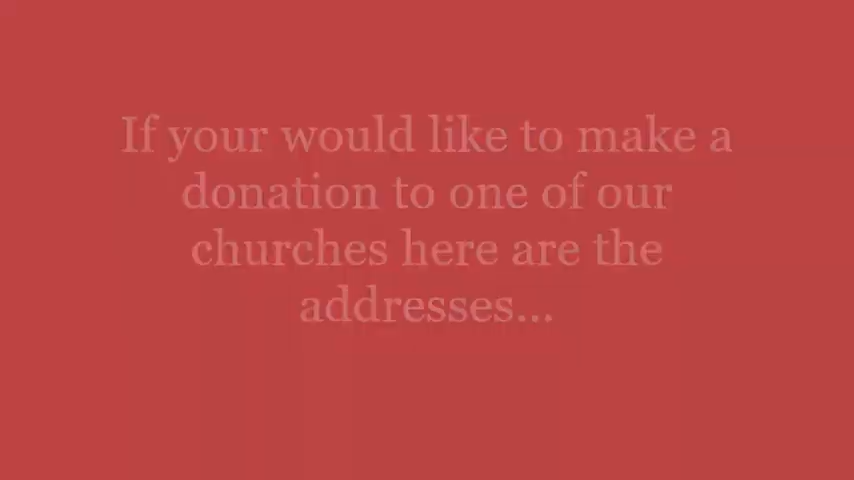 If your would like to make a
donation to one of our
churches here are the
addresses...